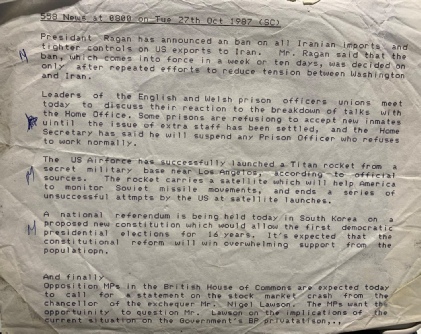 558 News at 0800 on Tue 27th Oct 1987 (SC)
President Ragan has announced an ban on all Iranian imports and
tighter controls on US exports to Iran. Mr. Ragan said that the
ban, which comes into force in a week or ten days, was decided on
only after repeated efforts to reduce tension between Washington
and Iran.
Leaders of the English and Welsh prison officers unions meet
today to discuss their reaction to the breakdown of talks with
the Home Office. Some prisons are refusiong to accept new inmates
uintil the issue of extra staff has been settled, and the Home
Secretary has said he will suspend any Prison Officer who refuses
to work normally.
The US Airforce has successfully launched a Titan rocket from a
secret military base near Los Angelos, according to official
sources. The rocket carries a satellite which will help America
to monitor Soviet missile movements, and ends a series of
unsuccessful attmpts by the US at satellite launches.
A national referendum is being held today in South Korea on a
proposed new constitution which would allow the first democratic
presidential elections for 16 years. It's expected that the
constitutional reform will win overwhelming support from the
populatiopn.
And finally
Opposition MPs in the British House of Commons are expected today
to call for a statement on the stock market crash from the
chancellor of the exchequer Mr. Nigel Lawson. The MPs want the
opportuinity to question Mr. Lawson on the implications of the
current situation on the Government's BP privatation...